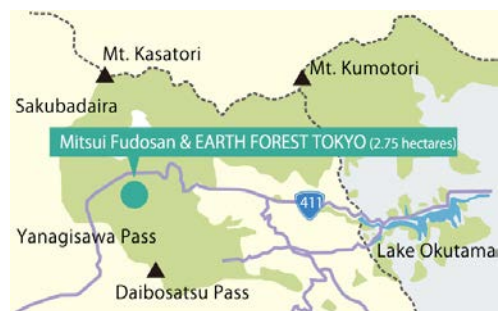 Mt. Kasatori
Mt. Kumotori
Sakubadaira
Mitsui Fudosan & EARTH FOREST TOKYO (2.75 hectares)
411
Yanagisawa Pass
Lake Okutama
Daibosatsu Pass